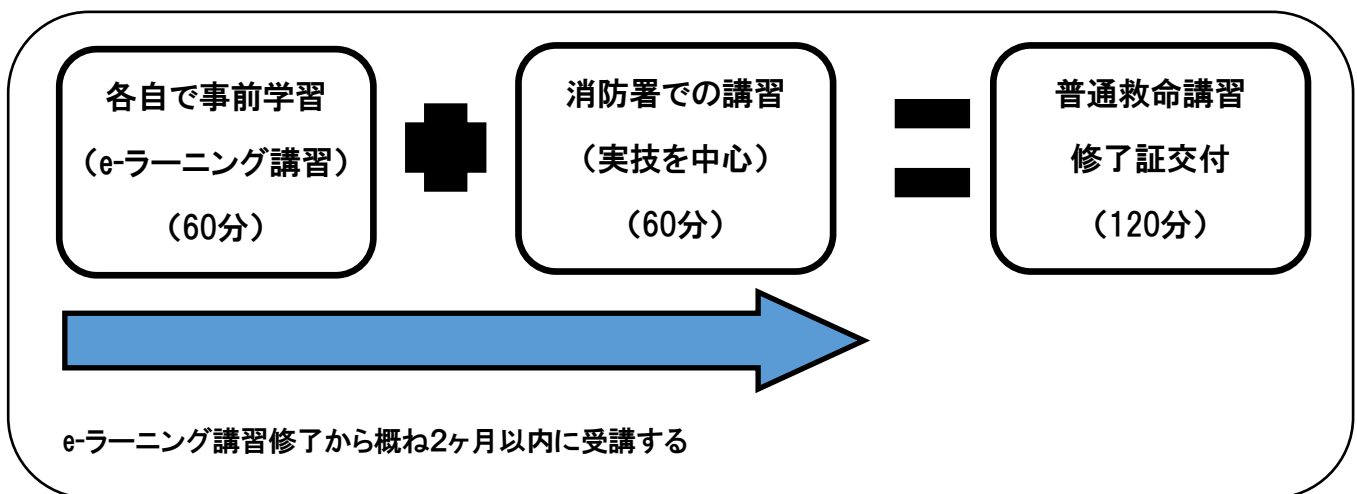 各自で事前学習
（e-ラーニング講習）
（60分）
消防署での講習
（実技を中心）
（60分）
普通救命講習
修了証交付
（120分）
e-ラーニング講習修了から概ね２ヶ月以内に受講する